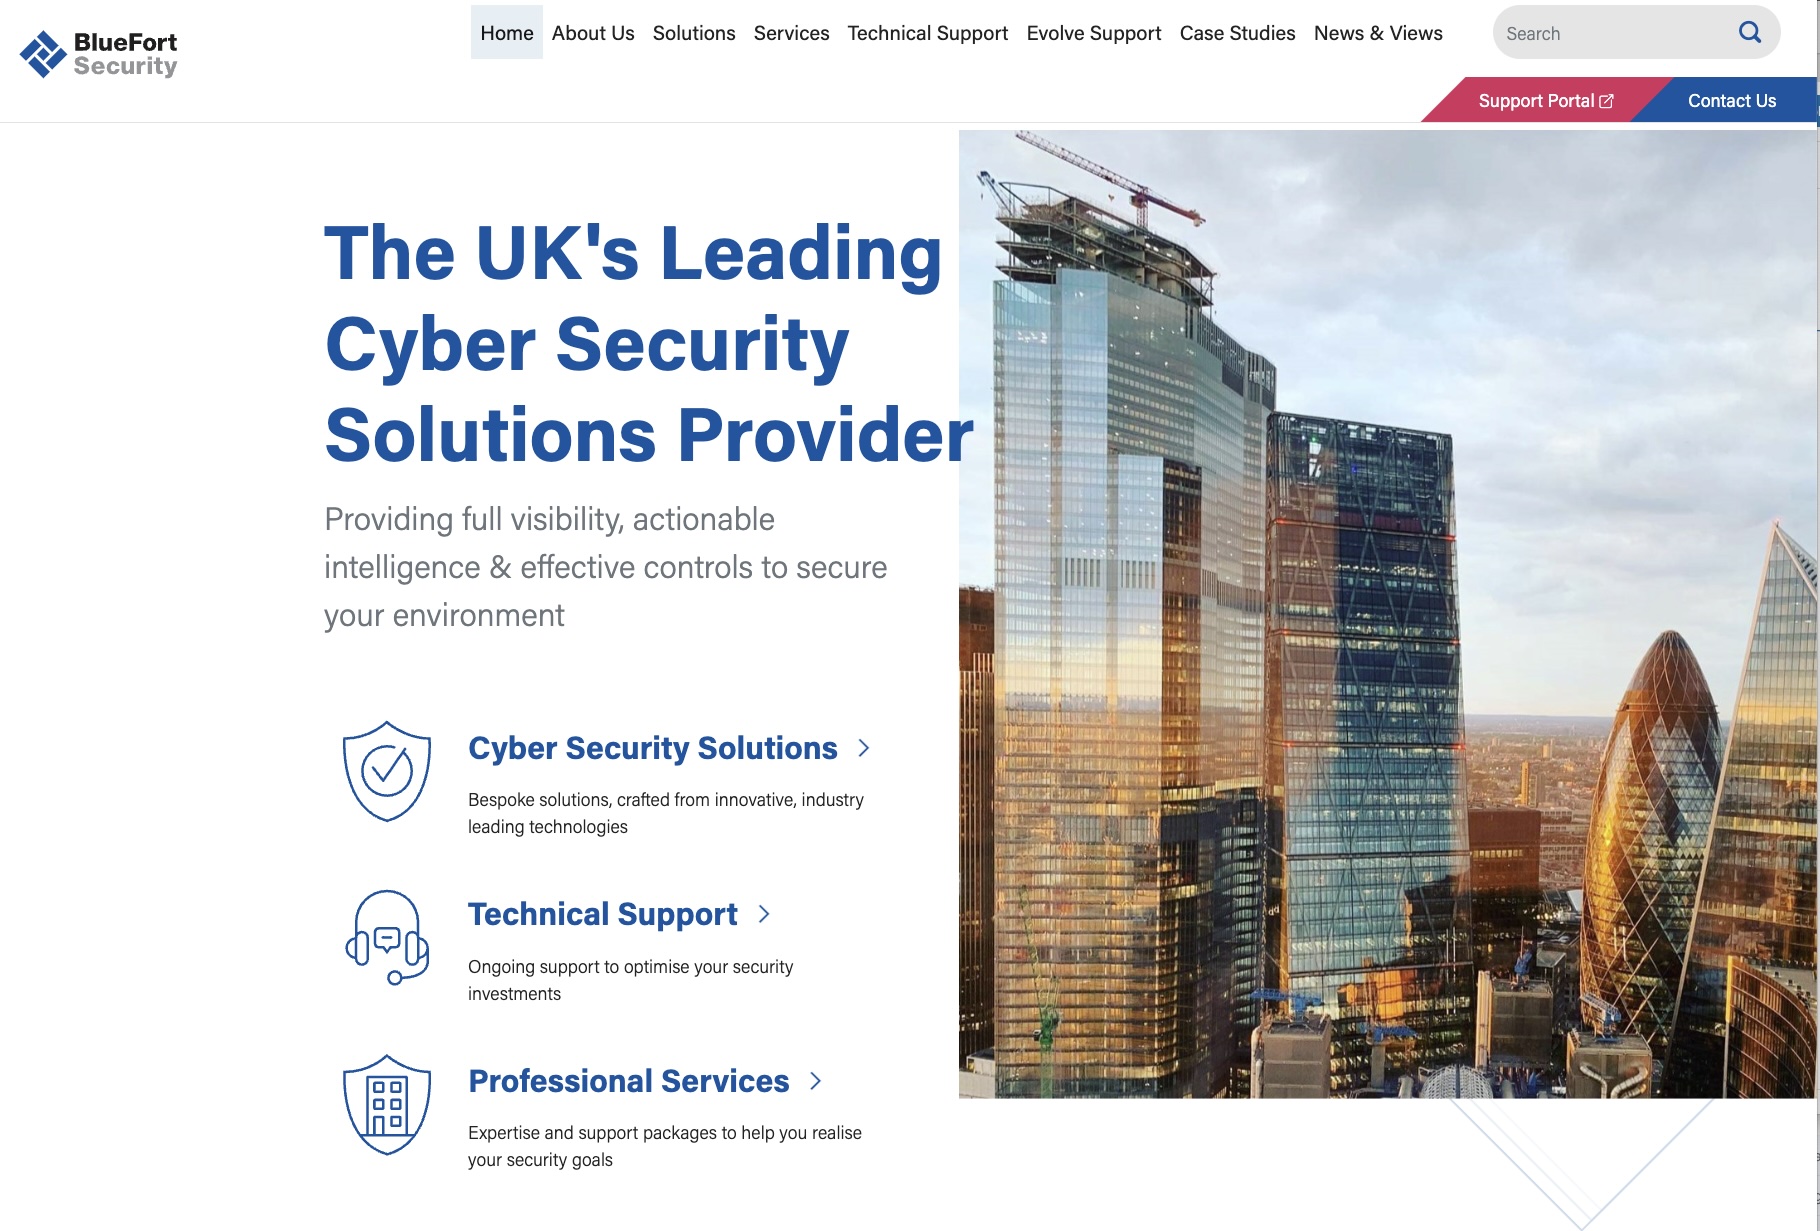 BlueFort
Security
Home About Us Solutions Services Technical Support Evolve Support Case Studies News & Views
Search
Support Portal
Contact Us
The UK's Leading
Cyber Security
Solutions Provider
Providing full visibility, actionable
intelligence & effective controls to secure
your environment
Cyber Security Solutions
Bespoke solutions, crafted from innovative, industry
leading technologies
Technical Support
Ongoing support to optimise your security
investments
Professional Services
Expertise and support packages to help you realise
your security goals